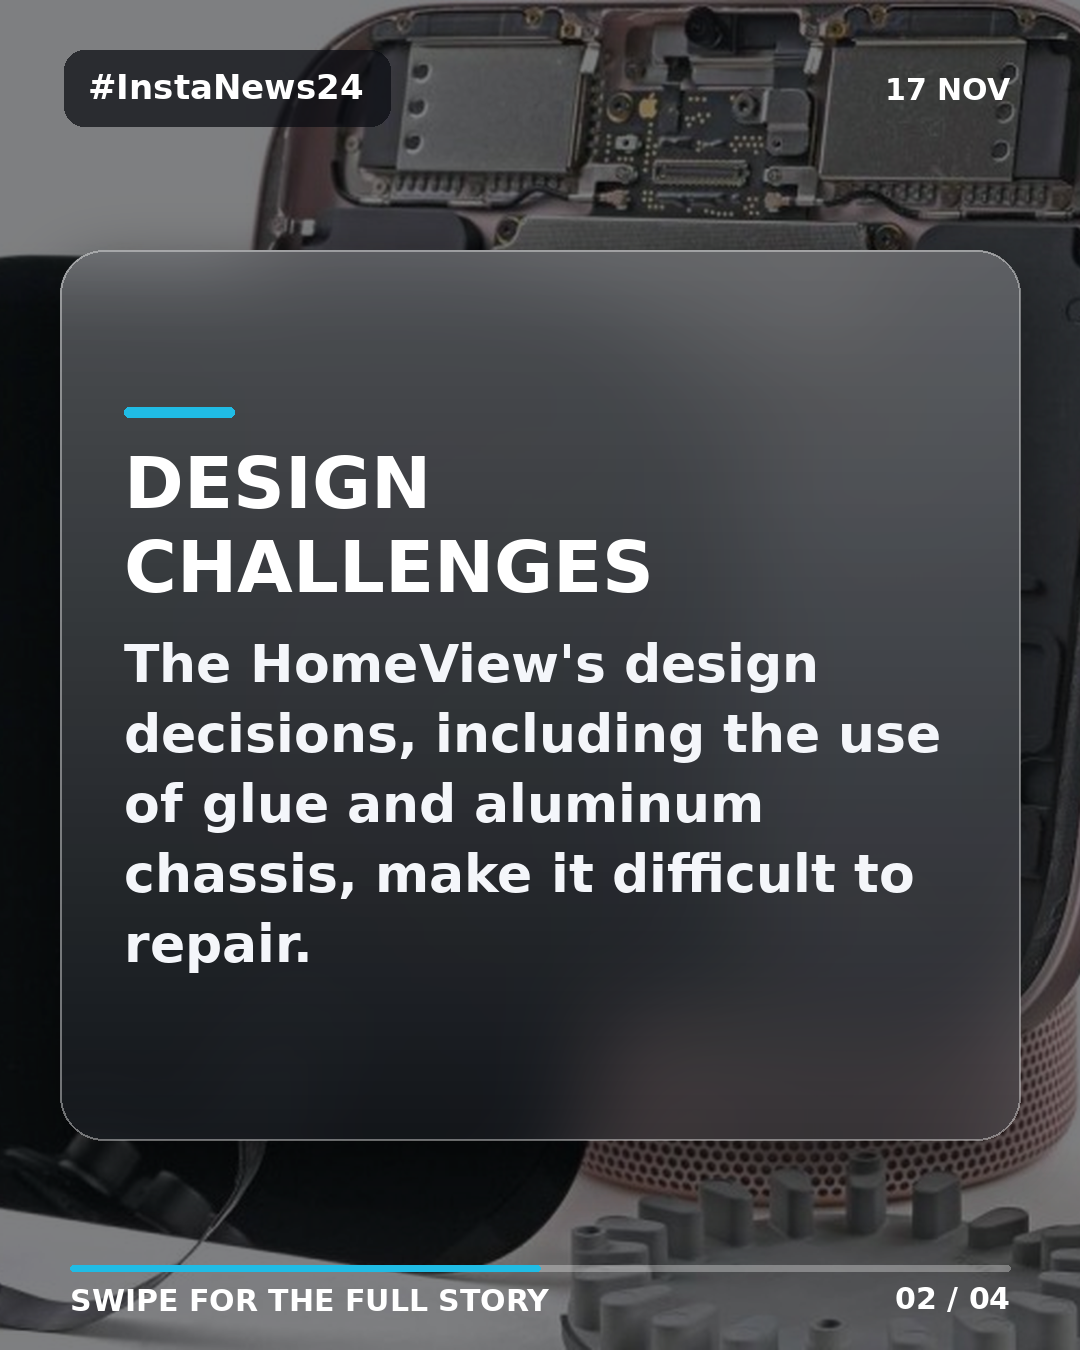 #InstaNews24
17 NOV
DESIGN
CHALLENGES
The HomeView's design
decisions, including the use
of glue and aluminum
chassis, make it difficult to
repair.
SWIPE FOR THE FULL STORY
02 / 04